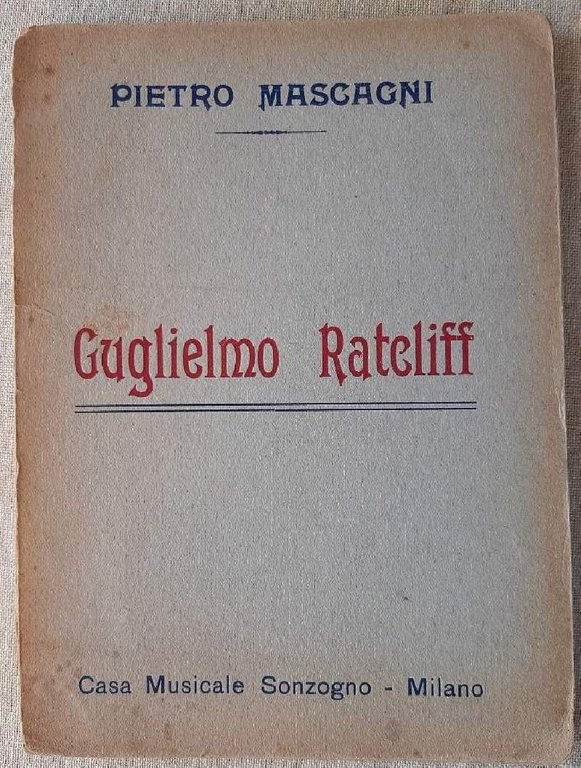 PIETRO MASCAGNI
Guglielmo Ratcliff
Casa Musicale Sonzogno - Milano